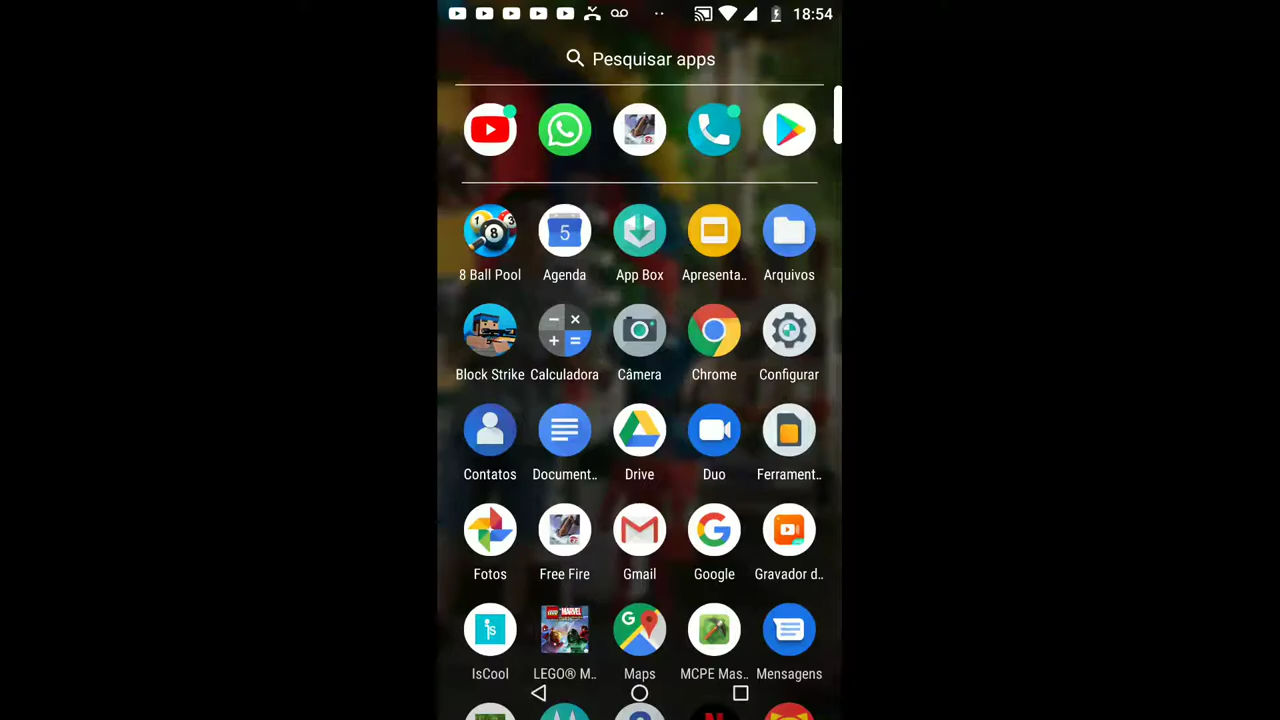 18:54
Pesquisar apps
8 Ball Pool Agenda App Box Apresenta.. Arquivos
Block Strike Calculadora Câmera Chrome Configurar
Contatos Document.. Drive Duo Ferrament..
Fotos Free Fire Gmail Google Gravador d..
IsCool LEGO® M.. Maps MCPE Mas.. Mensagens